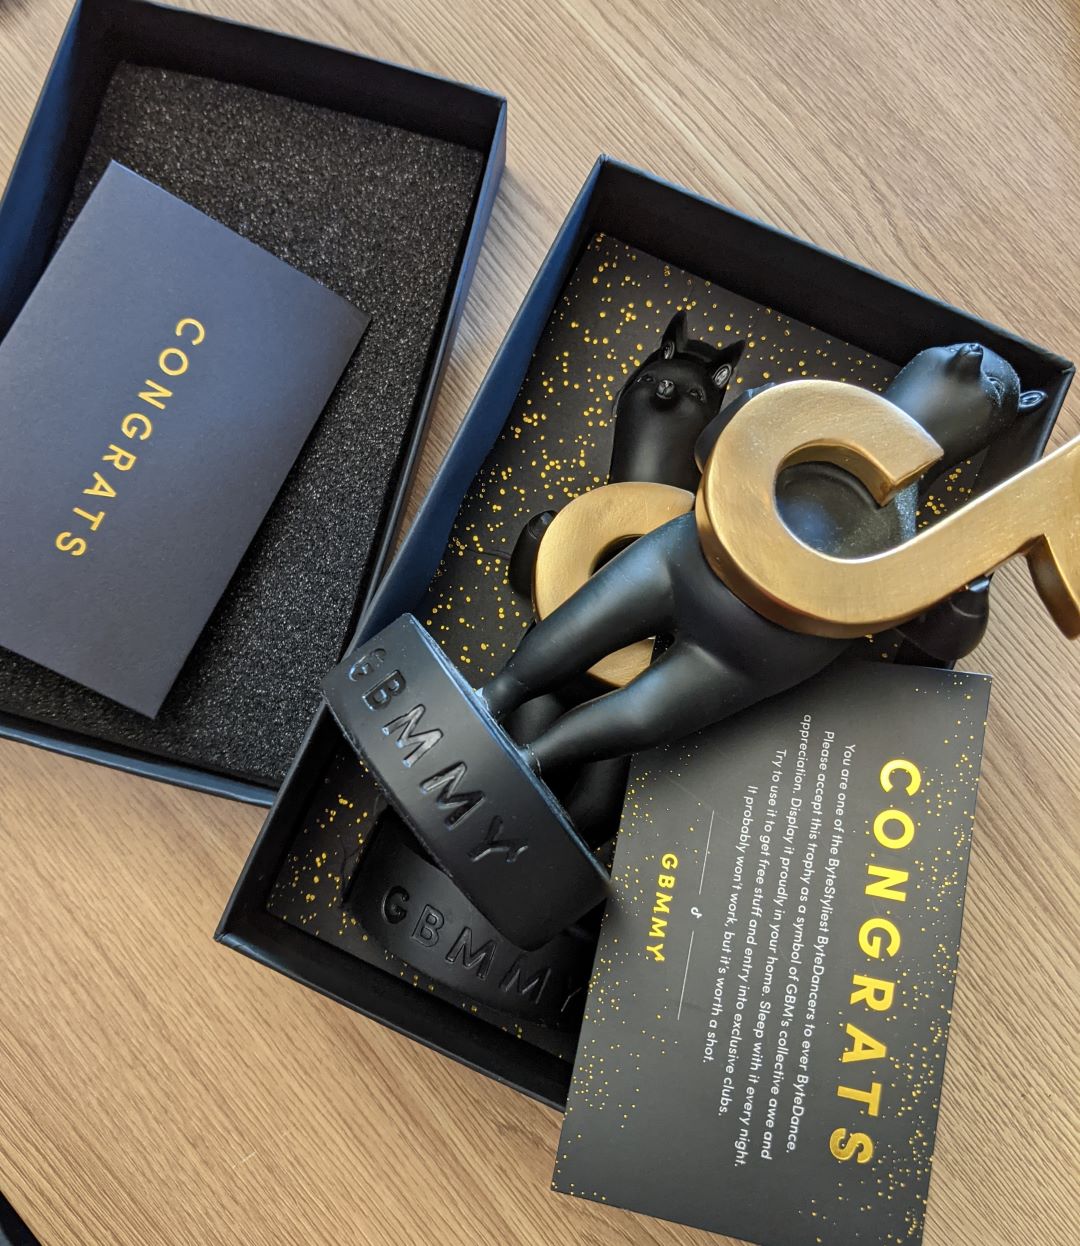 CONGRATS
GBMMY
GBMMY
CONGRATS
You are one of the ByteStyliest ByteDancers to ever ByteDance.
Please accept this trophy as a symbol of GBM's collective awe and
appreciation. Display it proudly in your home. Sleep with it every night.
Try to use it to get free stuff and entry into exclusive clubs.
It probably won't work, but it's worth a shot.
GBMMY